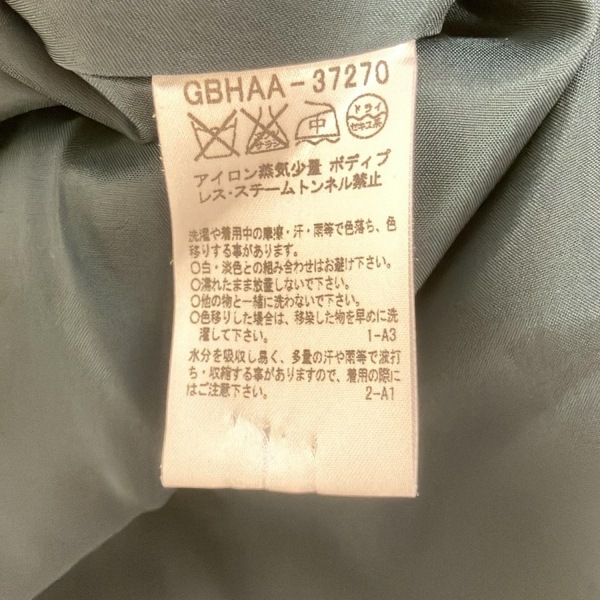 GBHAA-37270
中
ドライ
セキユ系
アイロン蒸気少量 ボディプ
レス・スチームトンネル禁止
洗濯や着用中の摩擦・汗・雨等で色落ち、色
移りする事があります。
○白・淡色との組み合わせはお避け下さい。
○濡れたまま放置しないで下さい。
○他の物と一緒に洗わないで下さい。
○色移りした場合は、移染した物を早めに洗
濯して下さい。 1-A3
水分を吸収し易く、多量の汗や雨等で波打
ち・収縮する事がありますので、着用の際に
はご注意下さい。 2-A1